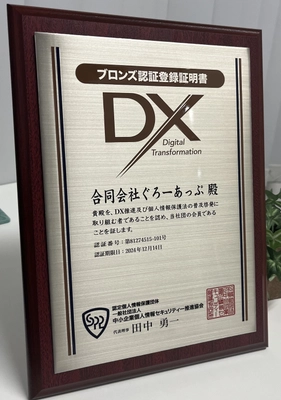 ブロンズ認証登録証明書
DX
Digital
Transformation
合同会社ぐろーあっぷ 殿
貴殿を、DX推進及び個人情報保護法の普及啓発に
取り組む者であることを認め、当社団の会員である
ことを証します。
認証番号：第81274515-101号
認証期限日：2024年12月14日
SPP
認定個人情報保護団体
一般社団法人
中小企業個人情報セキュリティー推進協会
代表理事 田中 勇一